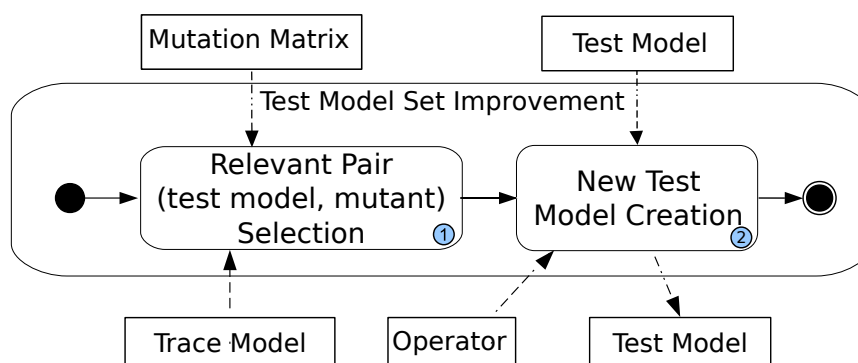 Mutation Matrix
Test Model
Test Model Set Improvement
Relevant Pair
(test model, mutant)
Selection
1
New Test
Model Creation
2
Trace Model
Operator
Test Model